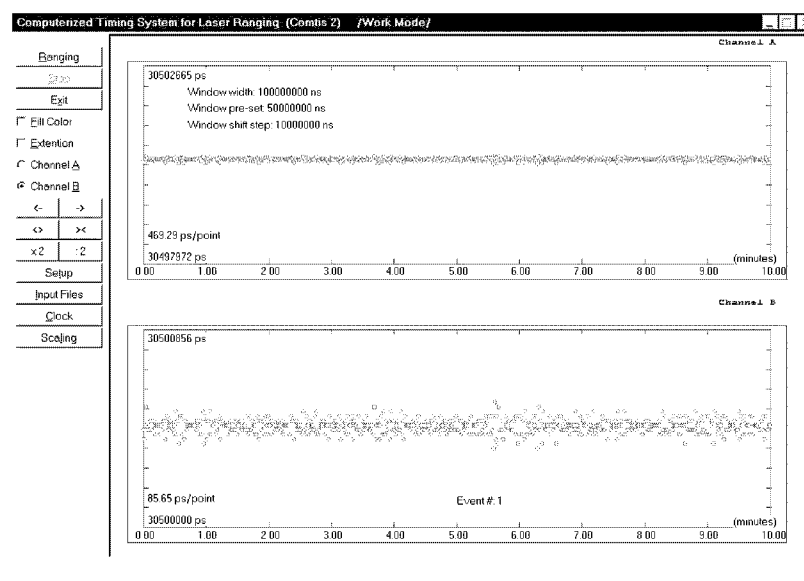 Computerized Timing System for Laser Ranging (Comtis 2) /Work Mode/
Ranging
Stop
Exit
Fill Color
Extention
Channel A
Channel B
<- ->
<> ><
x2 :2
Setup
Input Files
Clock
Scaling
Channel A
30502665 ps
Window width: 100000000 ns
Window pre-set: 50000000 ns
Window shift step: 10000000 ns
469.29 ps/point
30497972 ps
(minutes)
0.00 1.00 2.00 3.00 4.00 5.00 6.00 7.00 8.00 9.00 10.00
Channel B
30500856 ps
85.65 ps/point
Event #: 1
30500000 ps
(minutes)
0.00 1.00 2.00 3.00 4.00 5.00 6.00 7.00 8.00 9.00 10.00